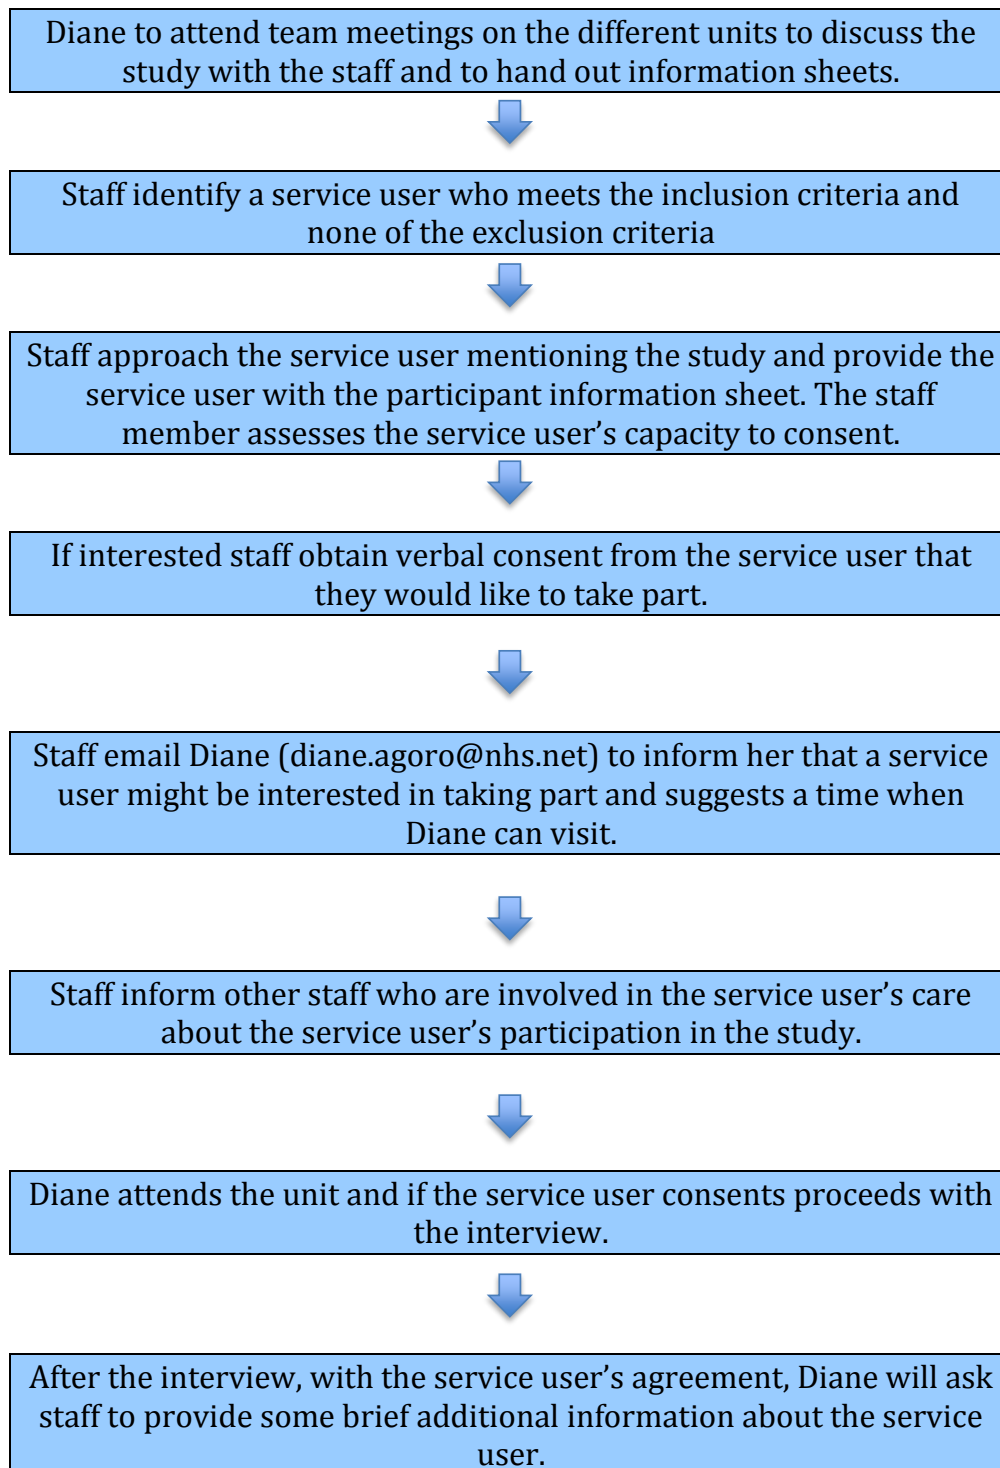 Diane to attend team meetings on the different units to discuss the
study with the staff and to hand out information sheets.
Staff identify a service user who meets the inclusion criteria and
none of the exclusion criteria
Staff approach the service user mentioning the study and provide the
service user with the participant information sheet. The staff
member assesses the service user’s capacity to consent.
If interested staff obtain verbal consent from the service user that
they would like to take part.
Staff email Diane (diane.agoro@nhs.net) to inform her that a service
user might be interested in taking part and suggests a time when
Diane can visit.
Staff inform other staff who are involved in the service user’s care
about the service user’s participation in the study.
Diane attends the unit and if the service user consents proceeds with
the interview.
After the interview, with the service user’s agreement, Diane will ask
staff to provide some brief additional information about the service
user.